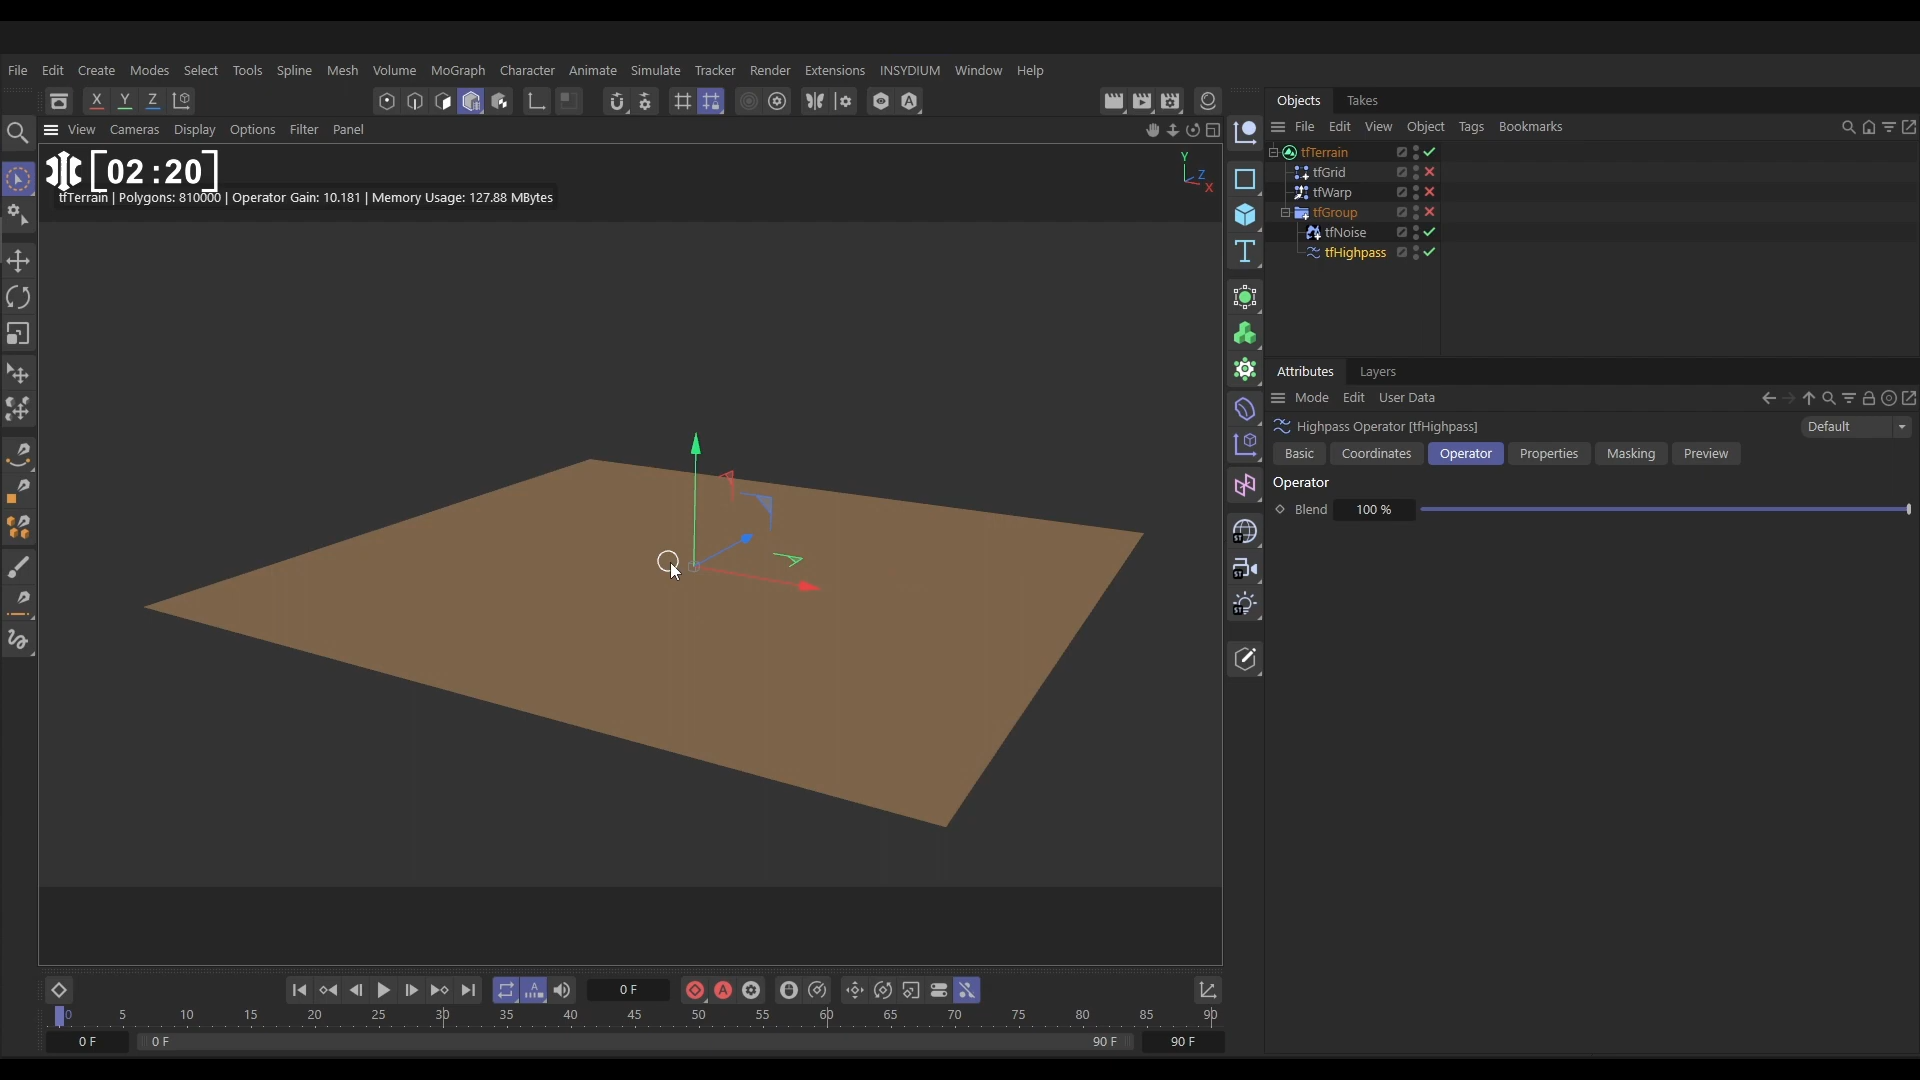 File Edit Create Modes Select Tools Spline Mesh Volume MoGraph Character Animate Simulate Tracker Render Extensions INSYDIUM Window Help
X Y Z
Objects Takes
View Cameras Display Options Filter Panel
File Edit View Object Tags Bookmarks
[02:20]
tfTerrain | Polygons: 810000 | Operator Gain: 10.181 | Memory Usage: 127.88 MBytes
Y
Z
X
tfTerrain
tfGrid
tfWarp
tfGroup
tfNoise
tfHighpass
Attributes Layers
Mode Edit User Data
Highpass Operator [tfHighpass] Default
Basic Coordinates Operator Properties Masking Preview
Operator
Blend 100 %
0 F
0 5 10 15 20 25 30 35 40 45 50 55 60 65 70 75 80 85 90
0 F 0 F 90 F 90 F